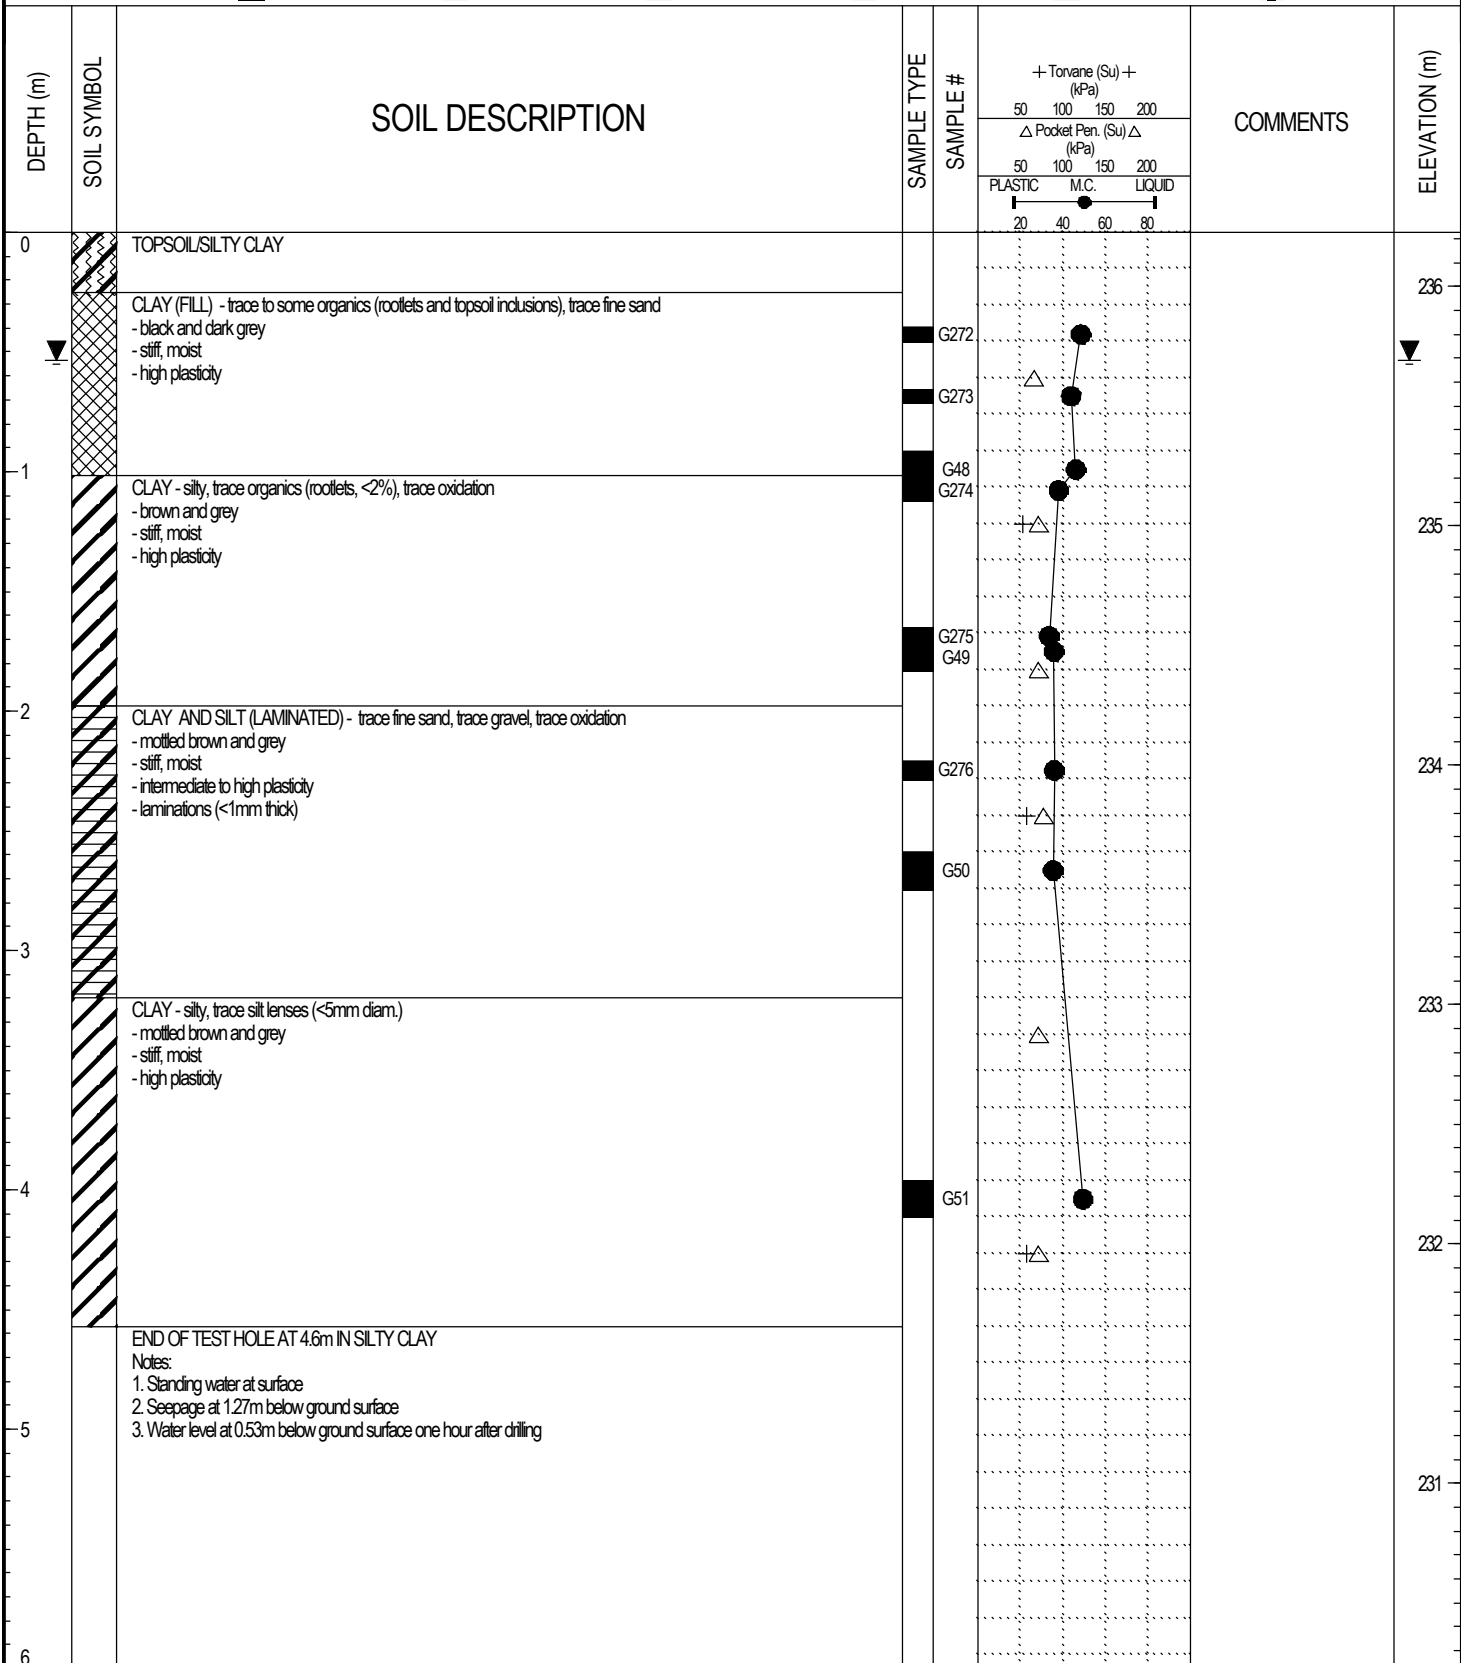 DEPTH (m)
SOIL SYMBOL
SOIL DESCRIPTION
SAMPLE TYPE
SAMPLE #
+ Torvane (Su) +
(kPa)
50 100 150 200
△ Pocket Pen. (Su) △
(kPa)
50 100 150 200
PLASTIC M.C. LIQUID
20 40 60 80
COMMENTS
ELEVATION (m)
0
TOPSOIL/SILTY CLAY
CLAY (FILL) - trace to some organics (rootlets and topsoil inclusions), trace fine sand
- black and dark grey
- stiff, moist
- high plasticity
236
G272
G273
G48
1
CLAY - silty, trace organics (rootlets, <2%), trace oxidation
- brown and grey
- stiff, moist
- high plasticity
G274
235
G275
G49
2
CLAY AND SILT (LAMINATED) - trace fine sand, trace gravel, trace oxidation
- mottled brown and grey
- stiff, moist
- intermediate to high plasticity
- laminations (<1mm thick)
G276
234
G50
3
CLAY - silty, trace silt lenses (<5mm diam.)
- mottled brown and grey
- stiff, moist
- high plasticity
233
4
G51
232
END OF TEST HOLE AT 4.6m IN SILTY CLAY
Notes:
1. Standing water at surface
2. Seepage at 1.27m below ground surface
3. Water level at 0.53m below ground surface one hour after drilling
5
231
6